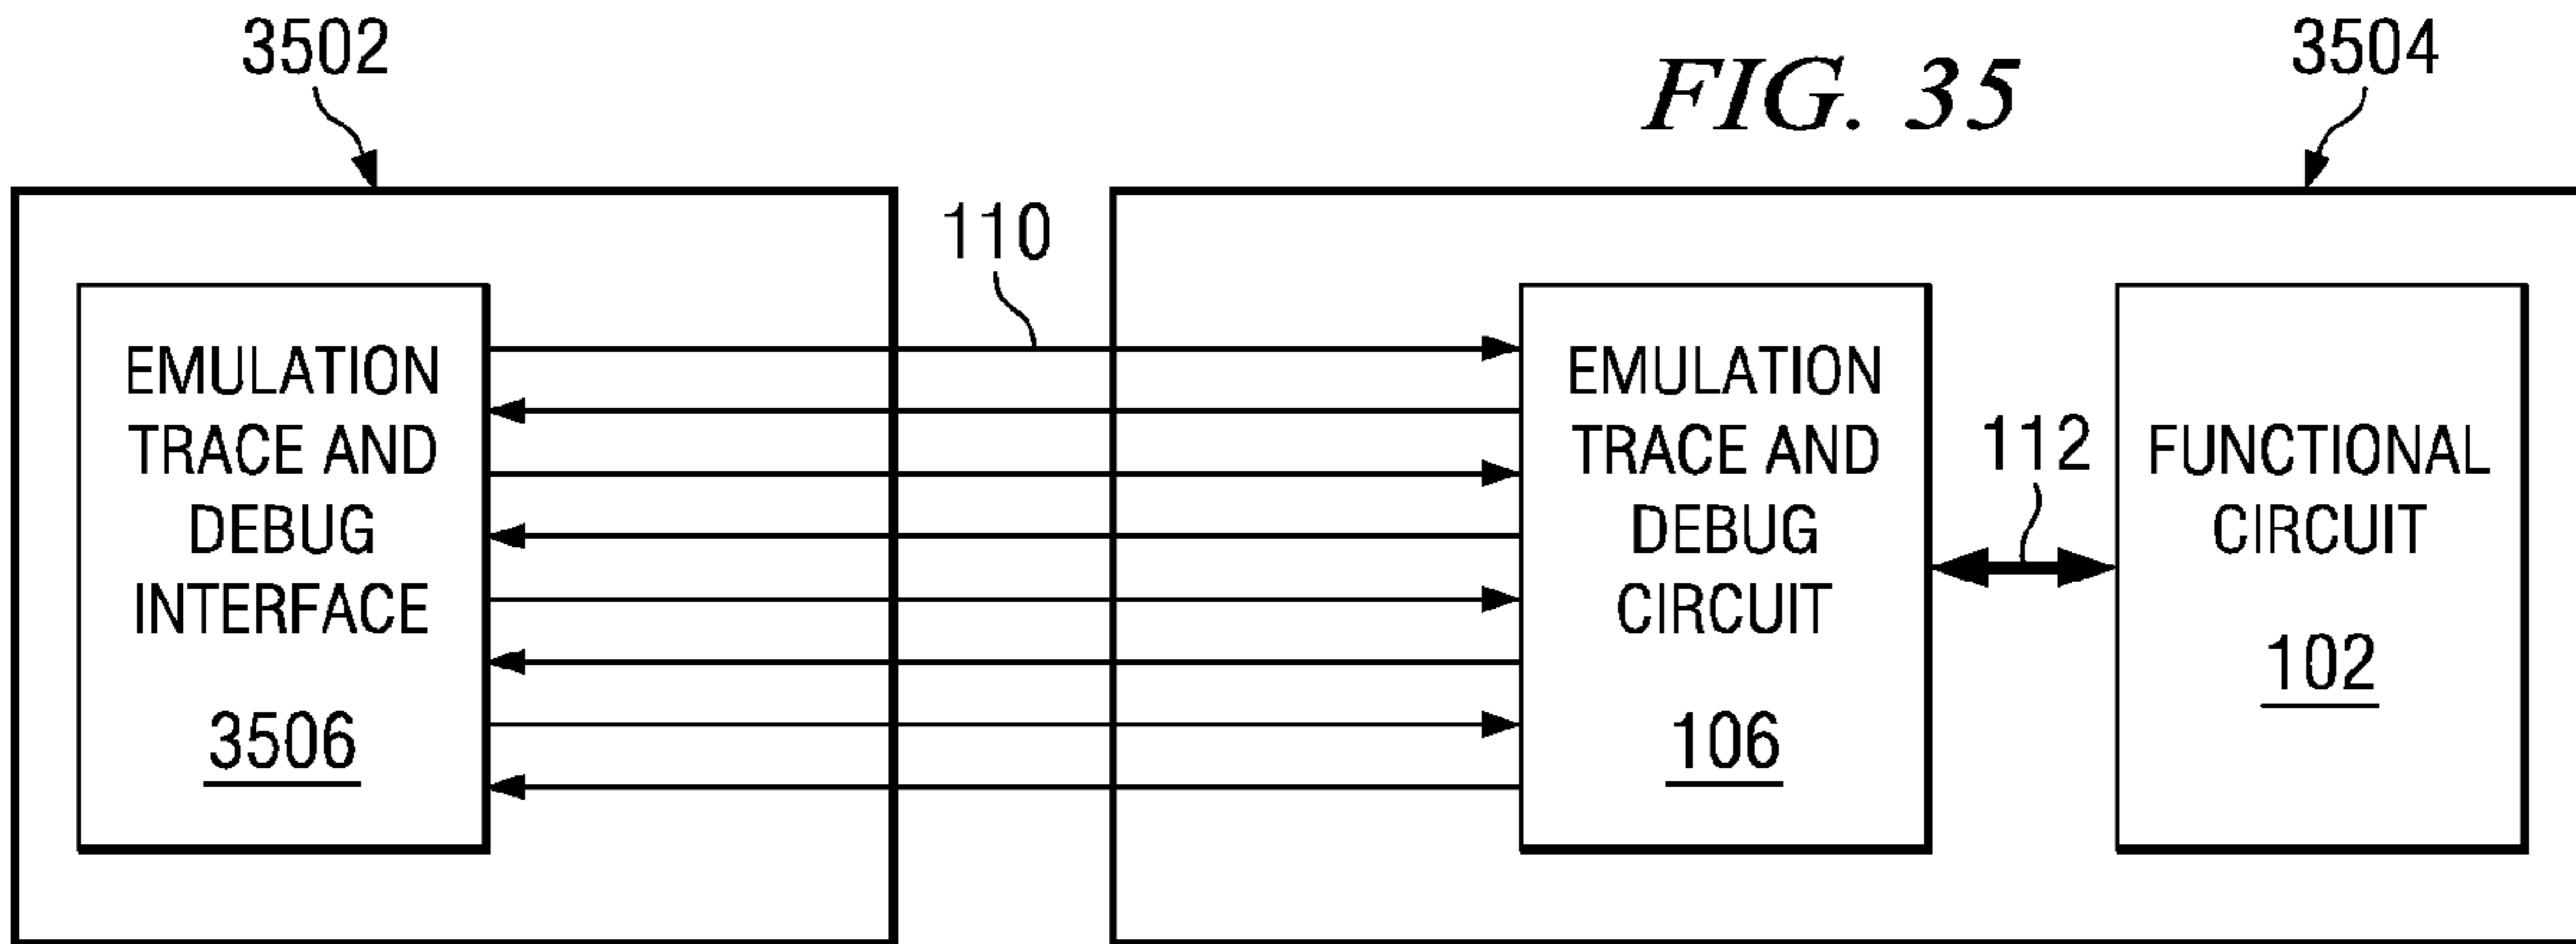 3502
FIG. 35
3504
110
EMULATION
TRACE AND
DEBUG
INTERFACE
3506
EMULATION
TRACE AND
DEBUG
CIRCUIT
106
112
FUNCTIONAL
CIRCUIT
102